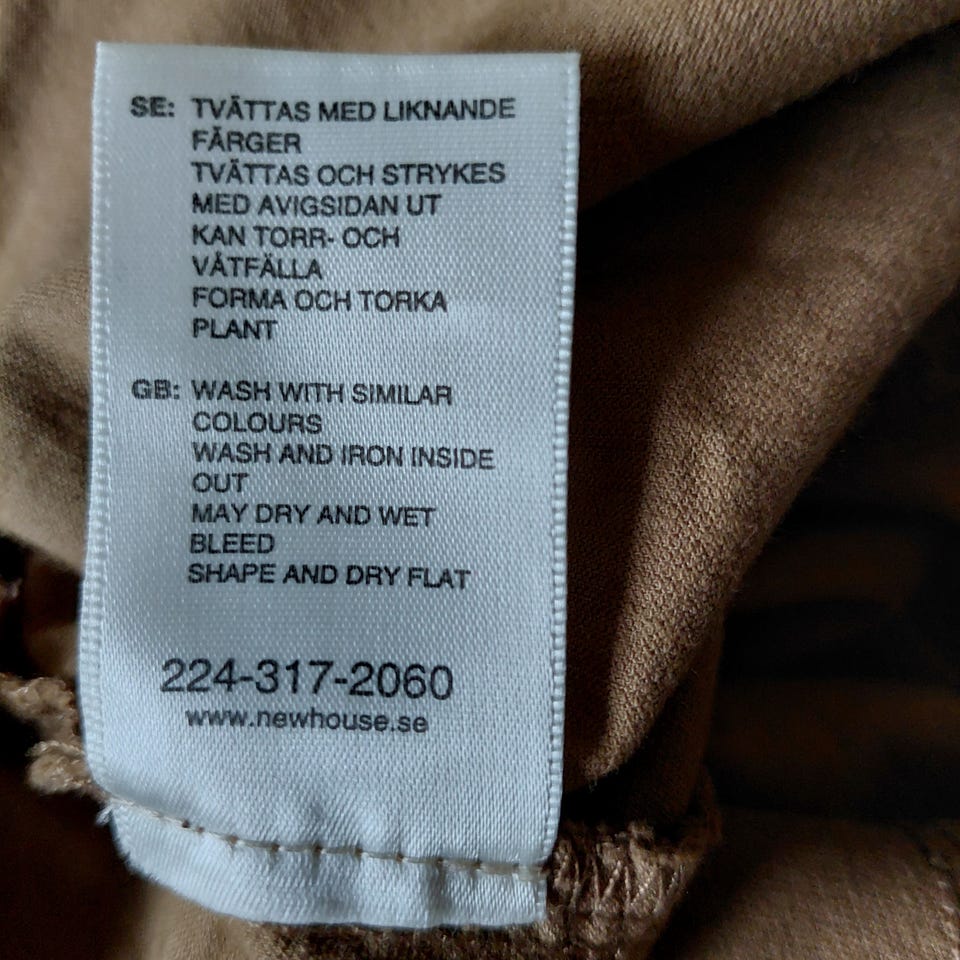 SE: TVÄTTAS MED LIKNANDE
FÄRGER
TVÄTTAS OCH STRYKES
MED AVIGSIDAN UT
KAN TORR- OCH
VÅTFÄLLA
FORMA OCH TORKA
PLANT
GB: WASH WITH SIMILAR
COLOURS
WASH AND IRON INSIDE
OUT
MAY DRY AND WET
BLEED
SHAPE AND DRY FLAT
224-317-2060
www.newhouse.se